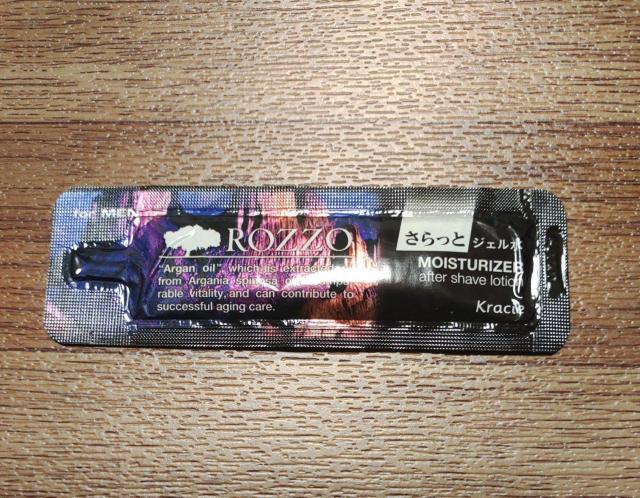 for MEN
ROZZO
"Argan oil", which is extracted
from Argania spinosa
rable vitality, and can contribute to
successful aging care.
さらっと ジェル水
MOISTURIZER
after shave lotion
Kracie